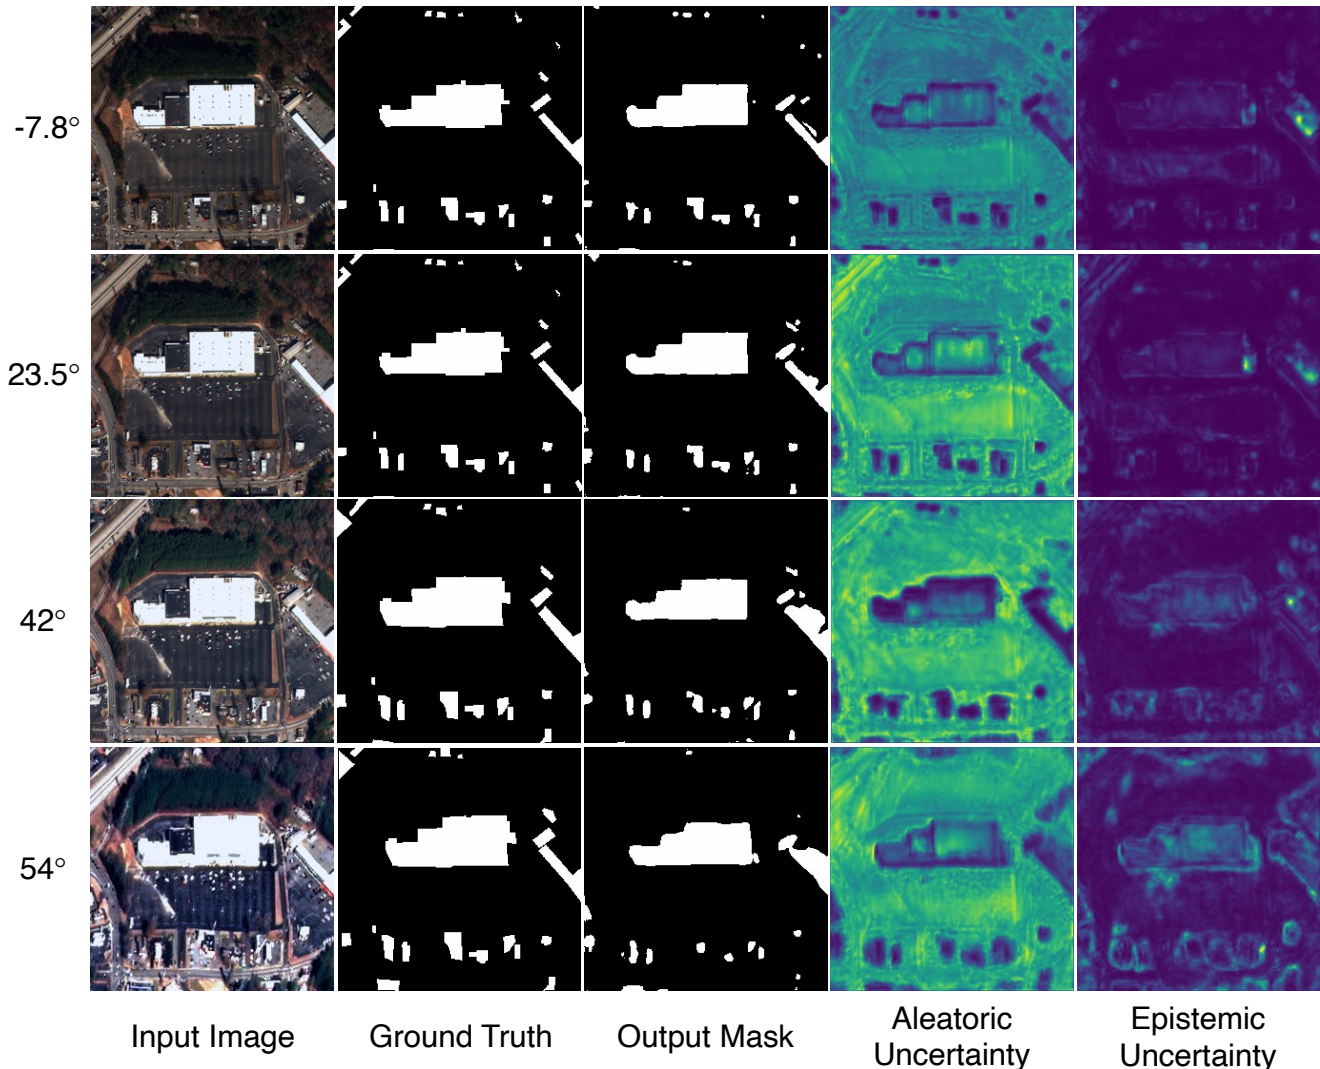 -7.8°
23.5°
42°
54°
Input Image
Ground Truth
Output Mask
Aleatoric
Uncertainty
Epistemic
Uncertainty